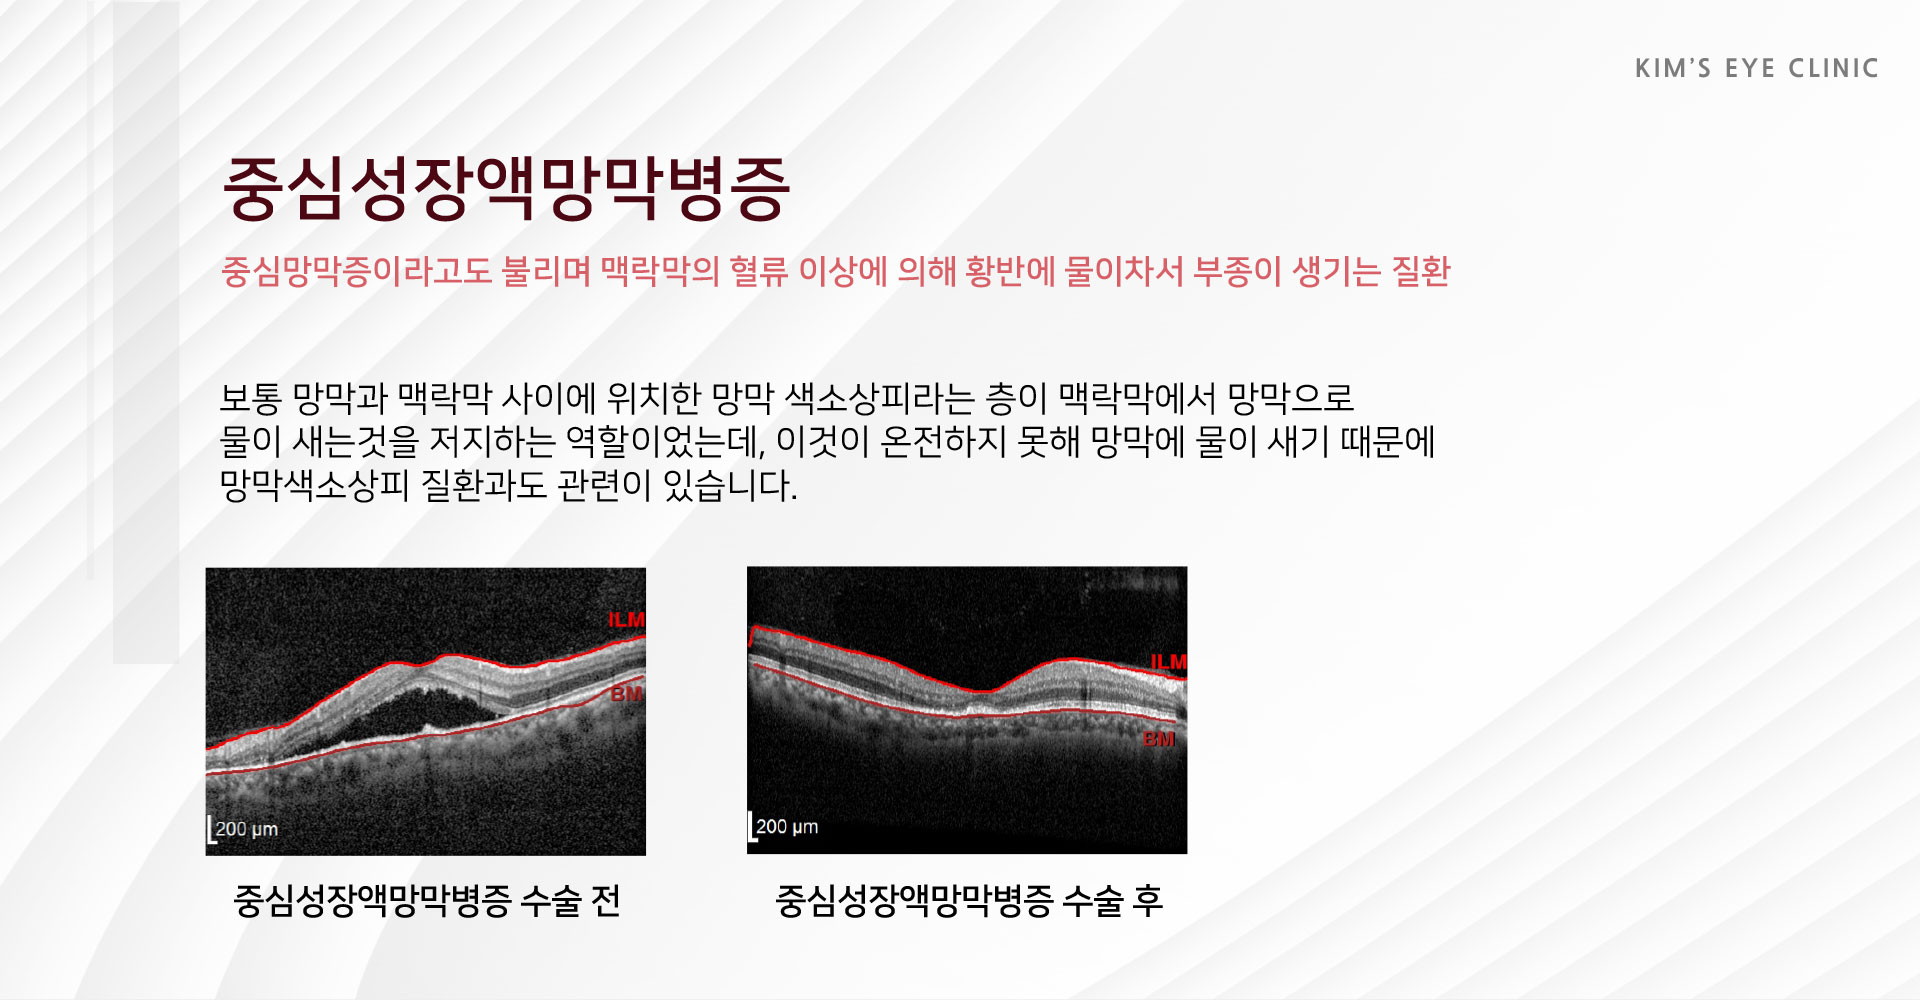 KIM'S EYE CLINIC
중심성장액망막병증
중심망막증이라고도 불리며 맥락막의 혈류 이상에 의해 황반에 물이차서 부종이 생기는 질환
보통 망막과 맥락막 사이에 위치한 망막 색소상피라는 층이 맥락막에서 망막으로
물이 새는것을 저지하는 역할이었는데, 이것이 온전하지 못해 망막에 물이 새기 때문에
망막색소상피 질환과도 관련이 있습니다.
ILM
BM
200 µm
ILM
BM
200 µm
중심성장액망막병증 수술 전
중심성장액망막병증 수술 후